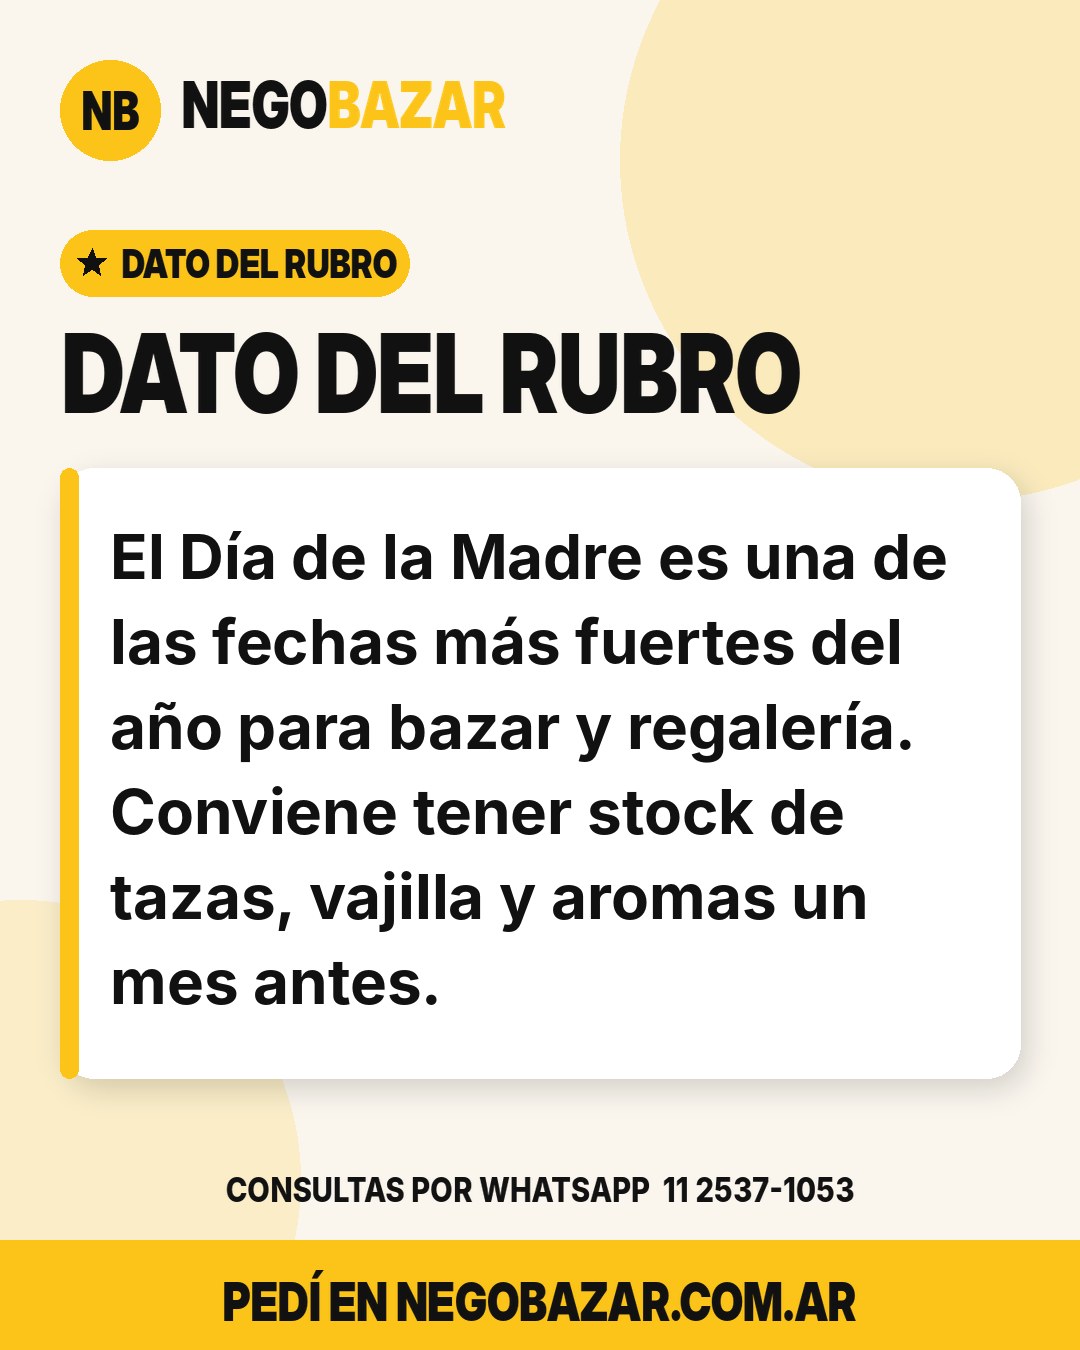 NB
NEGOBAZAR
★ DATO DEL RUBRO
DATO DEL RUBRO
El Día de la Madre es una de
las fechas más fuertes del
año para bazar y regalería.
Conviene tener stock de
tazas, vajilla y aromas un
mes antes.
CONSULTAS POR WHATSAPP 11 2537-1053
PEDÍ EN NEGOBAZAR.COM.AR